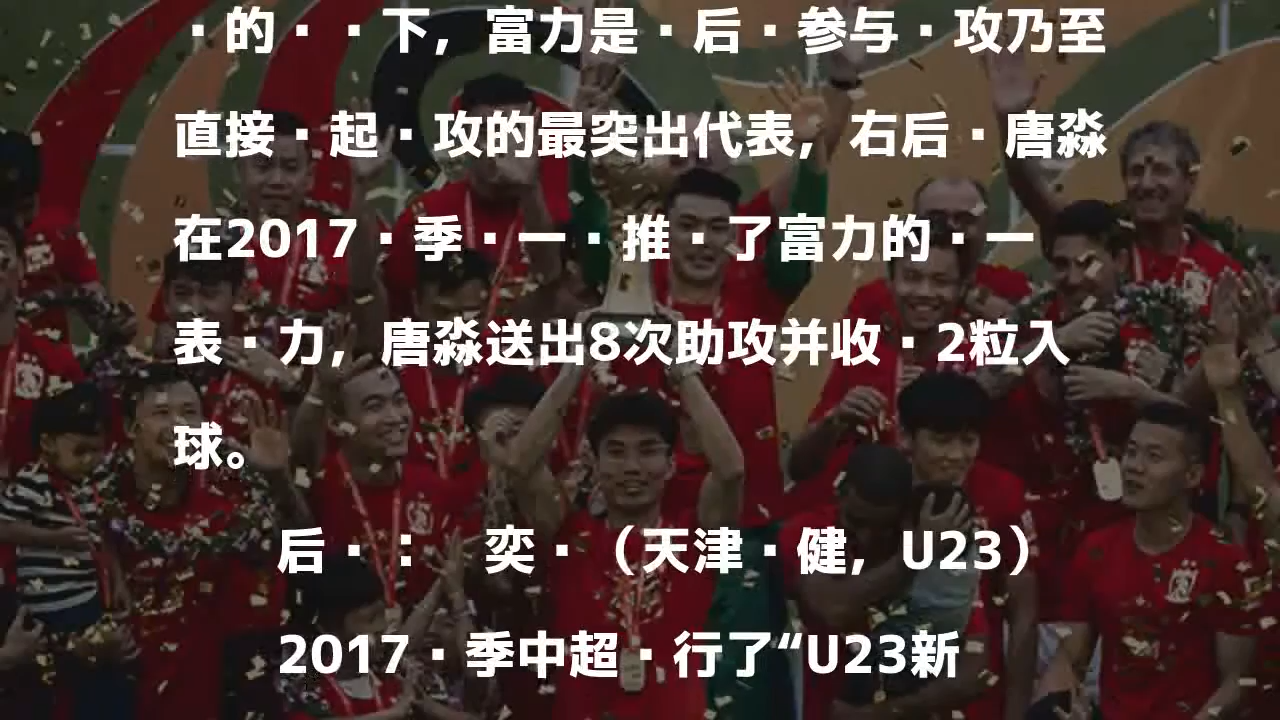 ·的··下，富力是·后·参与·攻乃至
直接·起·攻的最突出代表，右后·唐淼
在2017·季·一·推·了富力的·一
表·力，唐淼送出8次助攻并收·2粒入
球。
后·： 奕·（天津·健，U23）
2017·季中超·行了“U23新